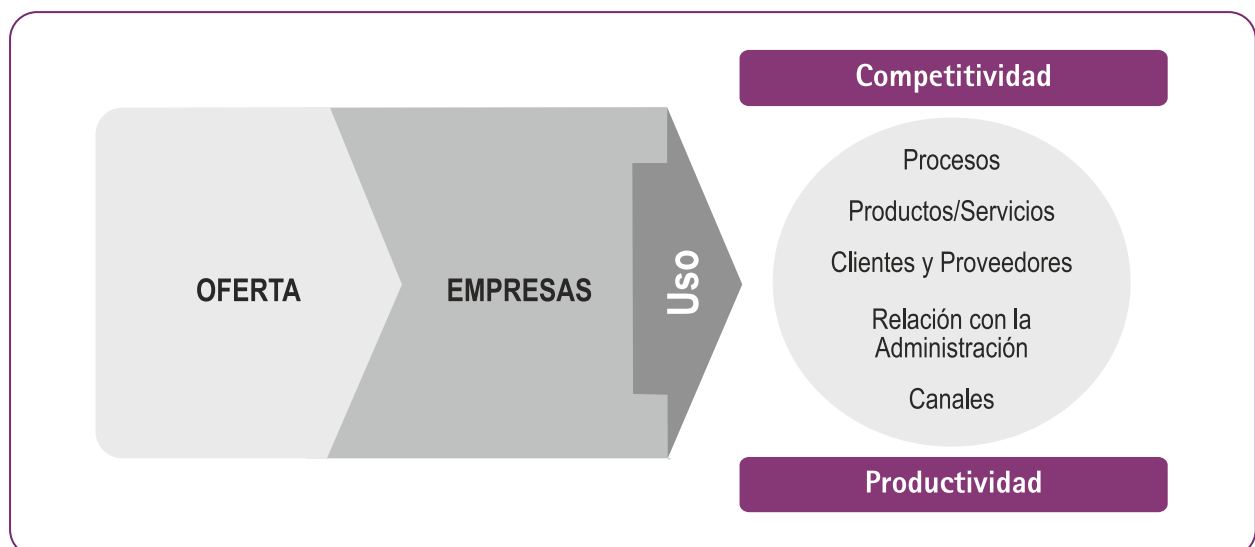 Competitividad
Procesos
Productos/Servicios
Clientes y Proveedores
Relación con la
Administración
Canales
Productividad
OFERTA
EMPRESAS
Uso